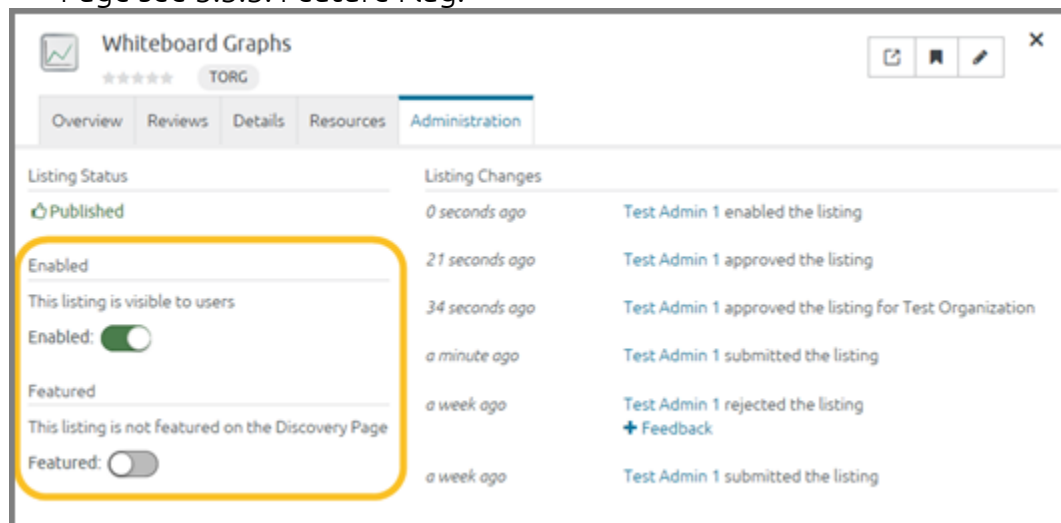 Whiteboard Graphs
TORG
Overview Reviews Details Resources Administration
Listing Status
Published
Enabled
This listing is visible to users
Enabled:
Featured
This listing is not featured on the Discovery Page
Featured:
Listing Changes
0 seconds ago Test Admin 1 enabled the listing
21 seconds ago Test Admin 1 approved the listing
34 seconds ago Test Admin 1 approved the listing for Test Organization
a minute ago Test Admin 1 submitted the listing
a week ago Test Admin 1 rejected the listing
+ Feedback
a week ago Test Admin 1 submitted the listing